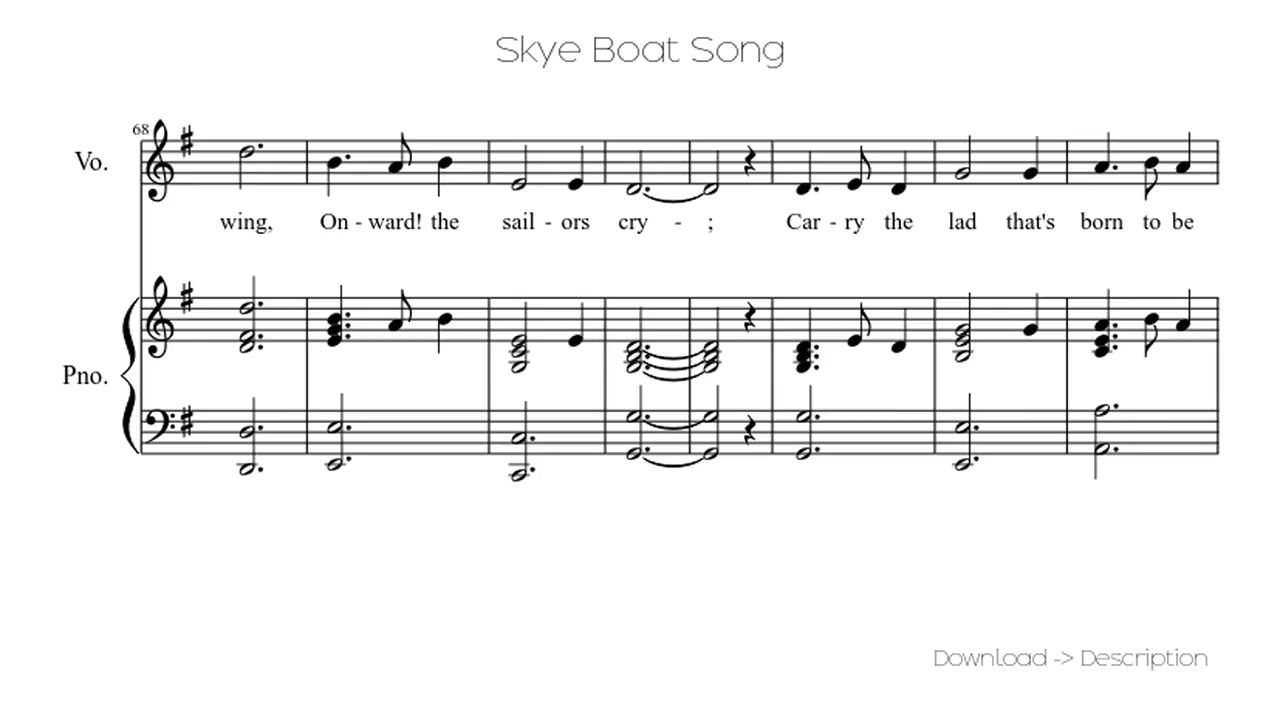 Skye Boat Song
68
Vo.
wing, On - ward! the sail - ors cry - ; Car - ry the lad that's born to be
Pno.
Download -> Description